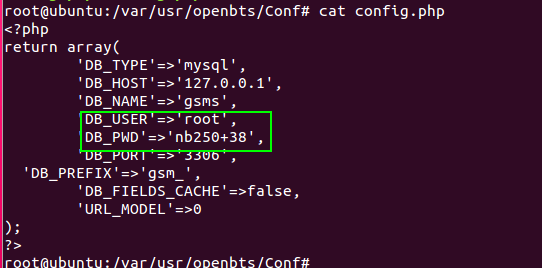 root@ubuntu:/var/usr/openbts/Conf# cat config.php
<?php
return array(
'DB_TYPE'=>'mysql',
'DB_HOST'=>'127.0.0.1',
'DB_NAME'=>'gsms',
'DB_USER'=>'root',
'DB_PWD'=>'nb250+38',
'DB_PORT'=>'3306',
'DB_PREFIX'=>'gsm_',
'DB_FIELDS_CACHE'=>false,
'URL_MODEL'=>0
);
?>
root@ubuntu:/var/usr/openbts/Conf#